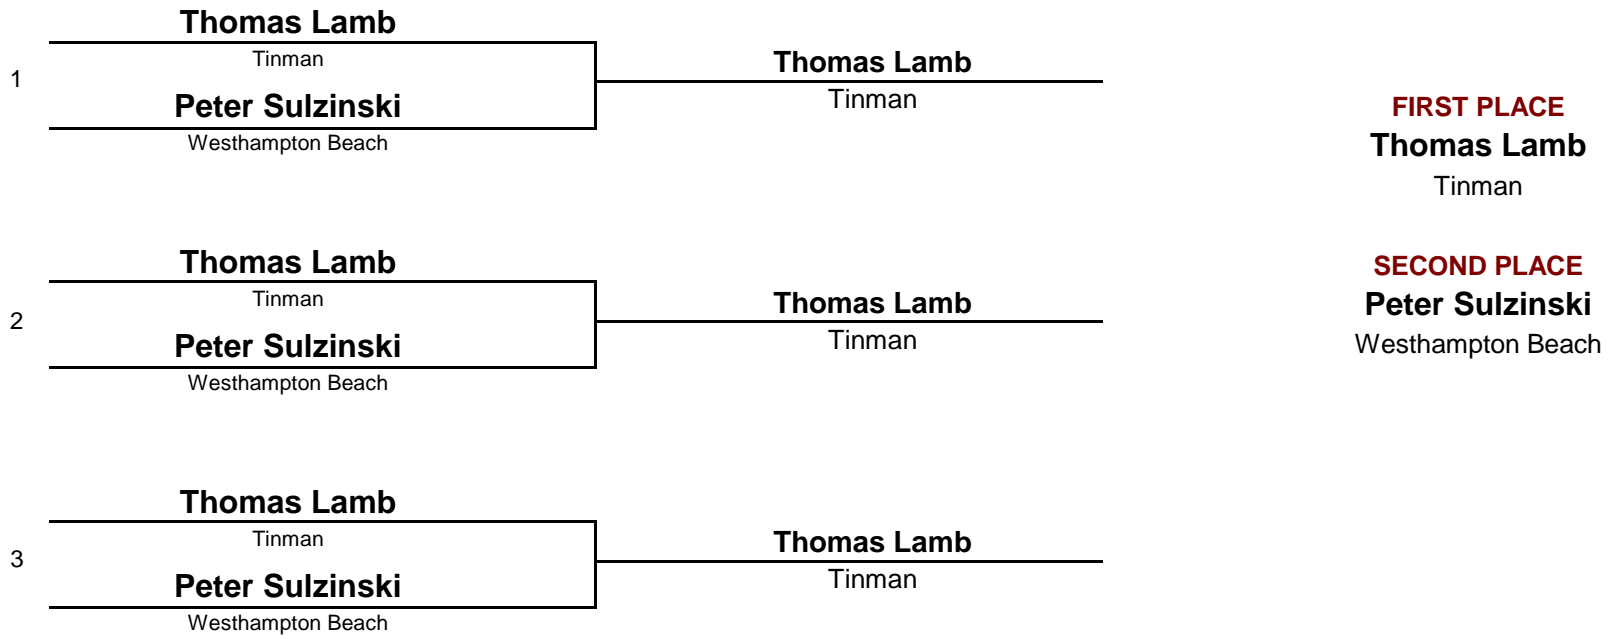 Thomas Lamb
Tinman
1
Peter Sulzinski
Westhampton Beach
Thomas Lamb
Tinman
FIRST PLACE
Thomas Lamb
Tinman
Thomas Lamb
Tinman
2
Peter Sulzinski
Westhampton Beach
Thomas Lamb
Tinman
SECOND PLACE
Peter Sulzinski
Westhampton Beach
Thomas Lamb
Tinman
3
Peter Sulzinski
Westhampton Beach
Thomas Lamb
Tinman